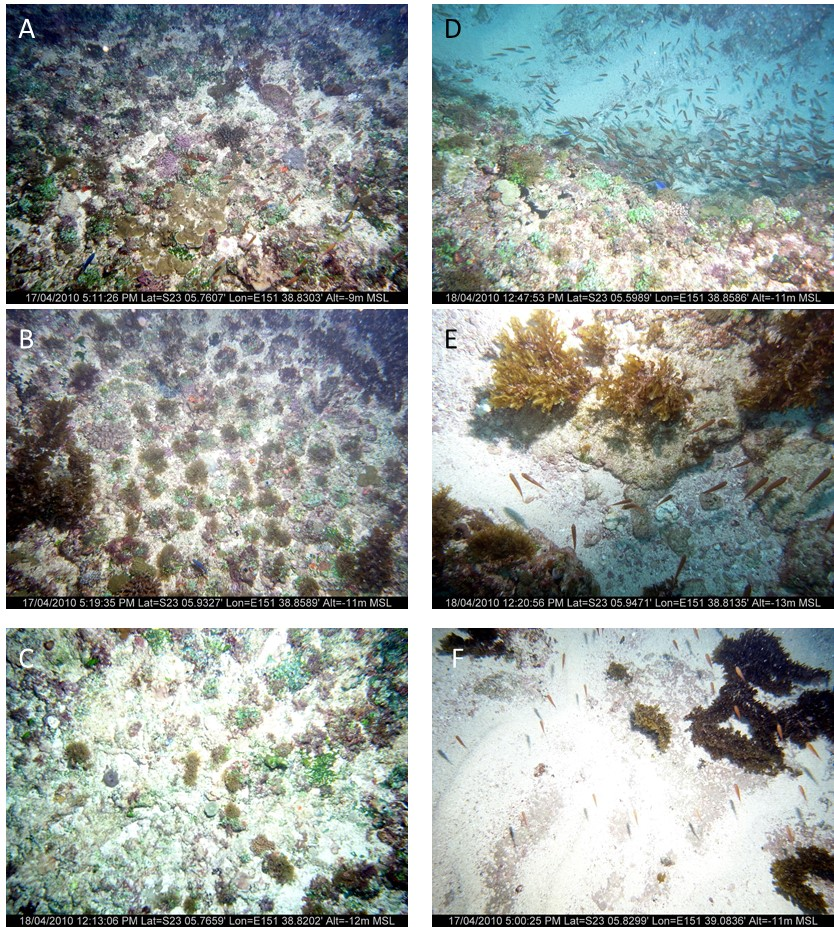 A
17/04/2010 5:11:26 PM Lat=S23 05.7607' Lon=E151 38.8303' Alt=-9m MSL
B
17/04/2010 5:19:35 PM Lat=S23 05.9327' Lon=E151 38.8589' Alt=-11m MSL
C
18/04/2010 12:13:06 PM Lat=S23 05.7659' Lon=E151 38.8202' Alt=-12m MSL
D
18/04/2010 12:47:53 PM Lat=S23 05.5989' Lon=E151 38.8586' Alt=-11m MSL
E
18/04/2010 12:20:56 PM Lat=S23 05.9471' Lon=E151 38.8135' Alt=-13m MSL
F
17/04/2010 5:00:25 PM Lat=S23 05.8299' Lon=E151 39.0836' Alt=-11m MSL